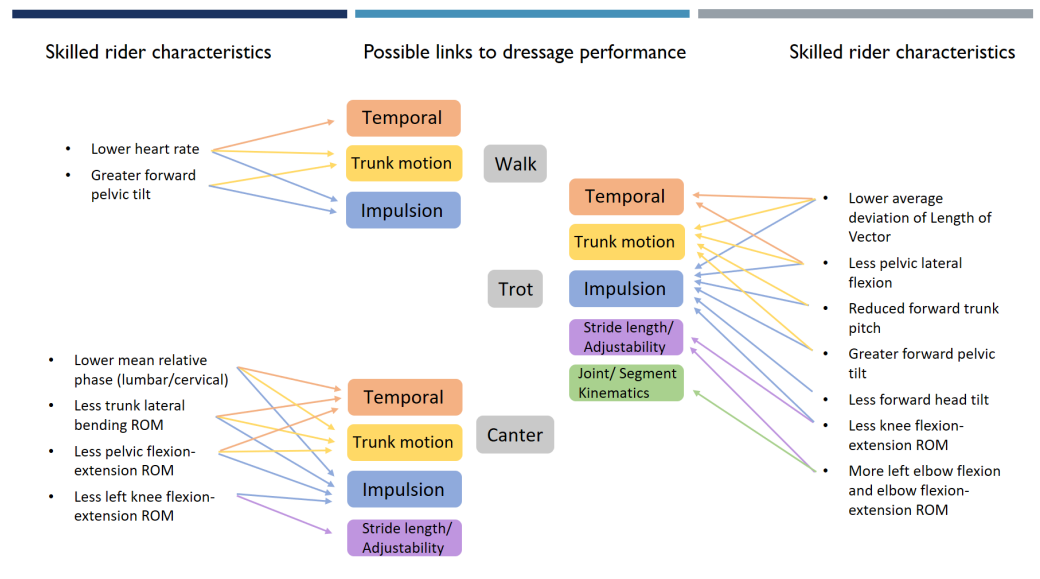 Skilled rider characteristics
Possible links to dressage performance
Skilled rider characteristics
• Lower heart rate
• Greater forward
pelvic tilt
Temporal
Trunk motion
Impulsion
Walk
Temporal
Trunk motion
Impulsion
Stride length/
Adjustability
Joint/ Segment
Kinematics
Trot
• Lower average
deviation of Length of
Vector
• Less pelvic lateral
flexion
• Reduced forward trunk
pitch
• Greater forward pelvic
tilt
• Less forward head tilt
• Less knee flexion-
extension ROM
• More left elbow flexion
and elbow flexion-
extension ROM
• Lower mean relative
phase (lumbar/cervical)
• Less trunk lateral
bending ROM
• Less pelvic flexion-
extension ROM
• Less left knee flexion-
extension ROM
Temporal
Trunk motion
Impulsion
Stride length/
Adjustability
Canter